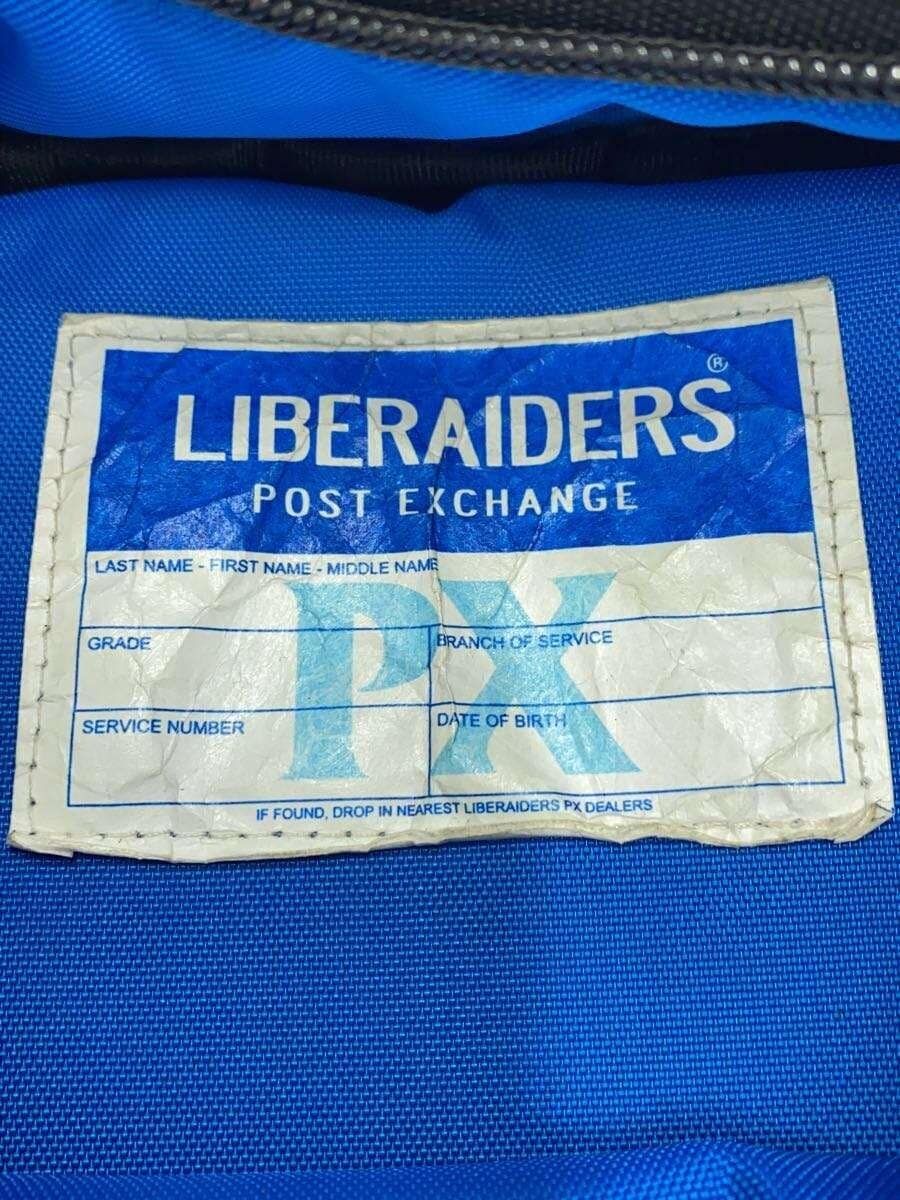 LIBERAIDERS®
POST EXCHANGE
LAST NAME - FIRST NAME - MIDDLE NAME
PX
GRADE
BRANCH OF SERVICE
SERVICE NUMBER
DATE OF BIRTH
IF FOUND, DROP IN NEAREST LIBERAIDERS PX DEALERS